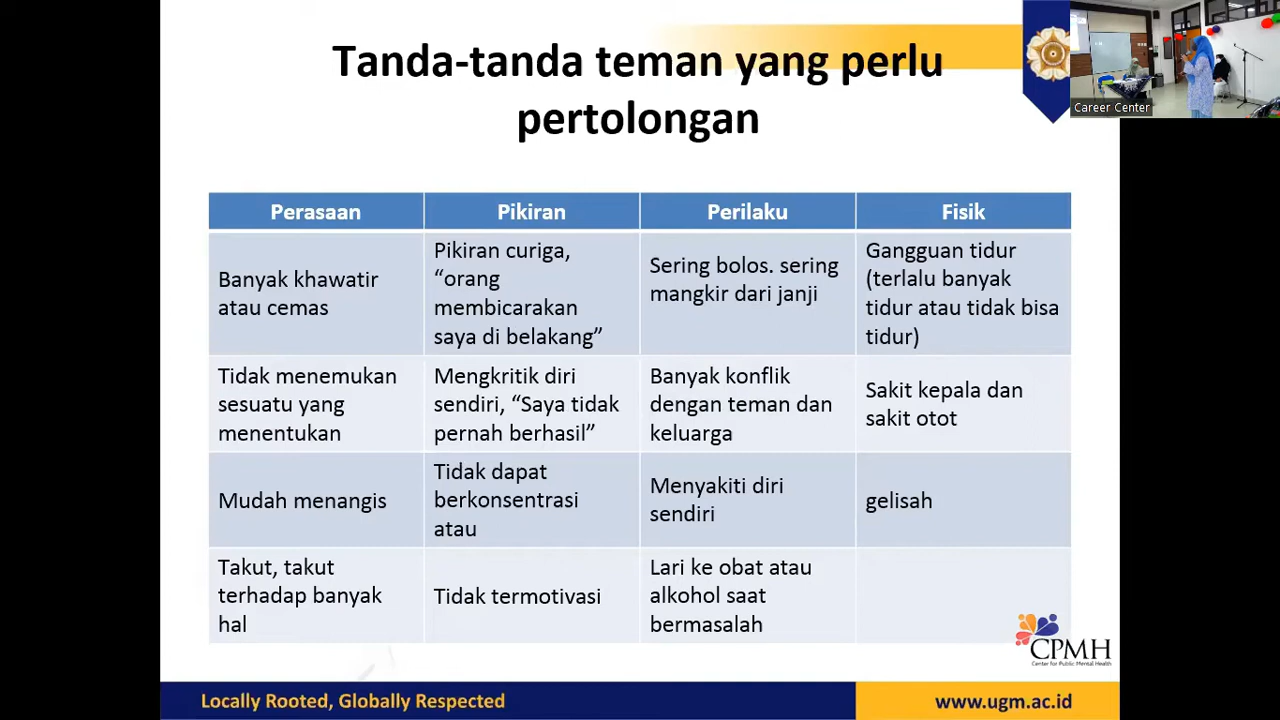 Tanda-tanda teman yang perlu
pertolongan
Career Center
Perasaan
Pikiran
Perilaku
Fisik
Banyak khawatir
atau cemas
Pikiran curiga,
“orang
membicarakan
saya di belakang”
Sering bolos. sering
mangkir dari janji
Gangguan tidur
(terlalu banyak
tidur atau tidak bisa
tidur)
Tidak menemukan
sesuatu yang
menentukan
Mengkritik diri
sendiri, “Saya tidak
pernah berhasil”
Banyak konflik
dengan teman dan
keluarga
Sakit kepala dan
sakit otot
Mudah menangis
Tidak dapat
berkonsentrasi
atau
Menyakiti diri
sendiri
gelisah
Takut, takut
terhadap banyak
hal
Tidak termotivasi
Lari ke obat atau
alkohol saat
bermasalah
CPMH
Center for Public Mental Health
Locally Rooted, Globally Respected
www.ugm.ac.id